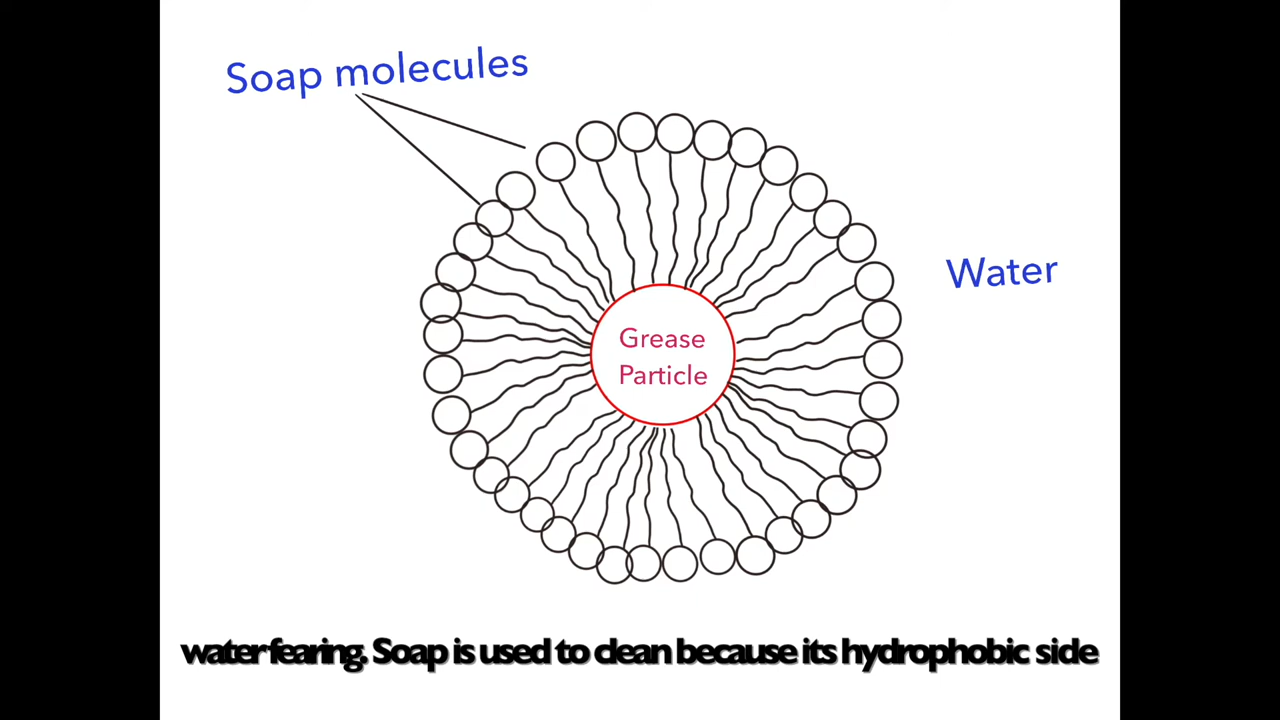 Soap molecules
Water
Grease
Particle
water fearing. Soap is used to clean because its hydrophobic side